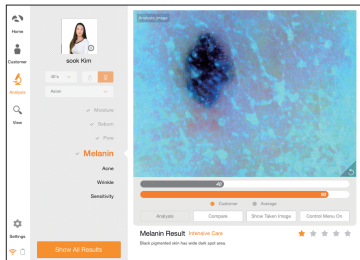 Home
Customer
Analysis
View
Settings
sook Kim
30's
Asian
Moisture
Sebum
Pore
Melanin
Acne
Wrinkle
Sensitivity
Show All Results
Analysis Image
40
90
Customer
Average
Analysis
Compare
Show Taken Image
Control Menu On
Melanin Result Intensive Care
Black pigmented skin has wide dark spot area.